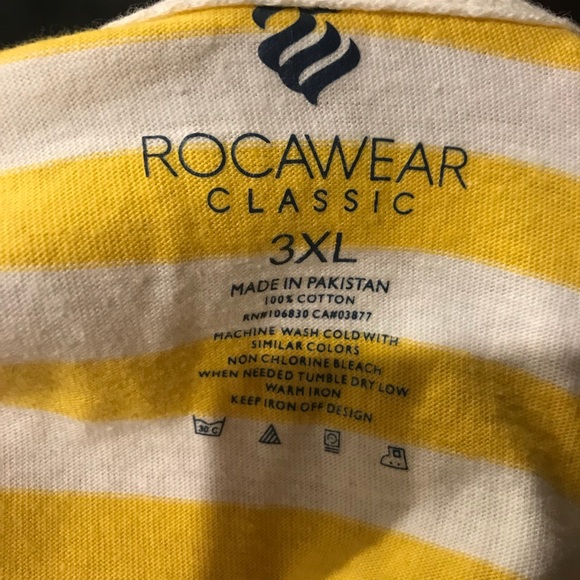 ROCAWEAR
CLASSIC
3XL
MADE IN PAKISTAN
100% COTTON
RN#106830 CA#03877
MACHINE WASH COLD WITH
SIMILAR COLORS
NON CHLORINE BLEACH
WHEN NEEDED TUMBLE DRY LOW
WARM IRON
KEEP IRON OFF DESIGN
30 C